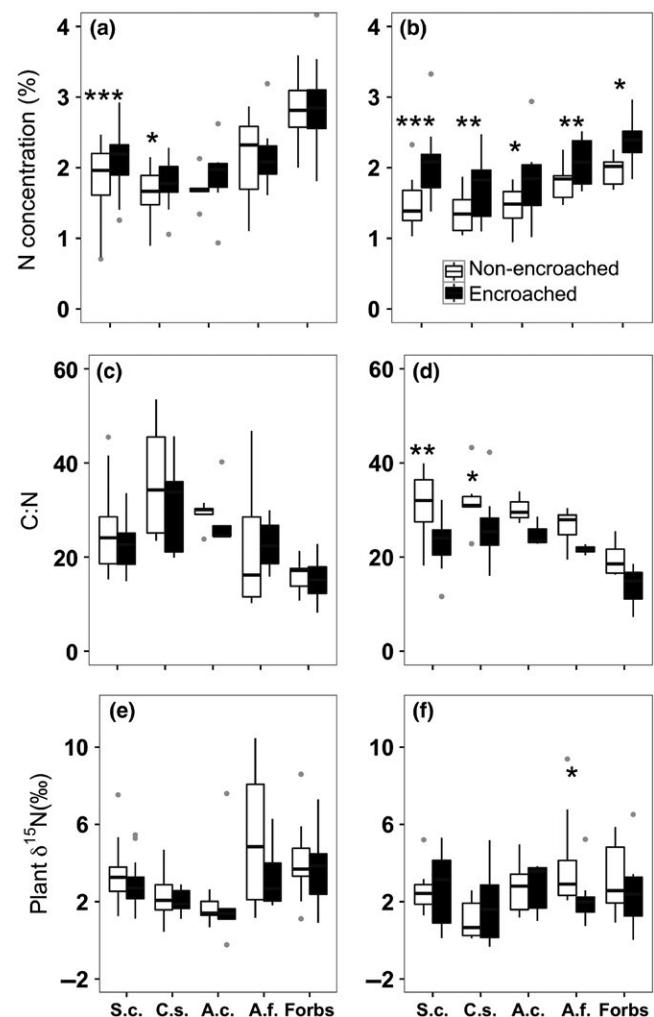 (a)
(b)
N concentration (%)
4
3
2
1
0
***
*
4
3
2
1
0
***
**
*
**
*
Non-encroached
Encroached
(c)
(d)
C:N
60
40
20
0
60
40
20
0
**
*
(e)
(f)
Plant δ¹⁵N(‰)
10
6
2
−2
10
6
2
−2
*
S.c. C.s. A.c. A.f. Forbs
S.c. C.s. A.c. A.f. Forbs